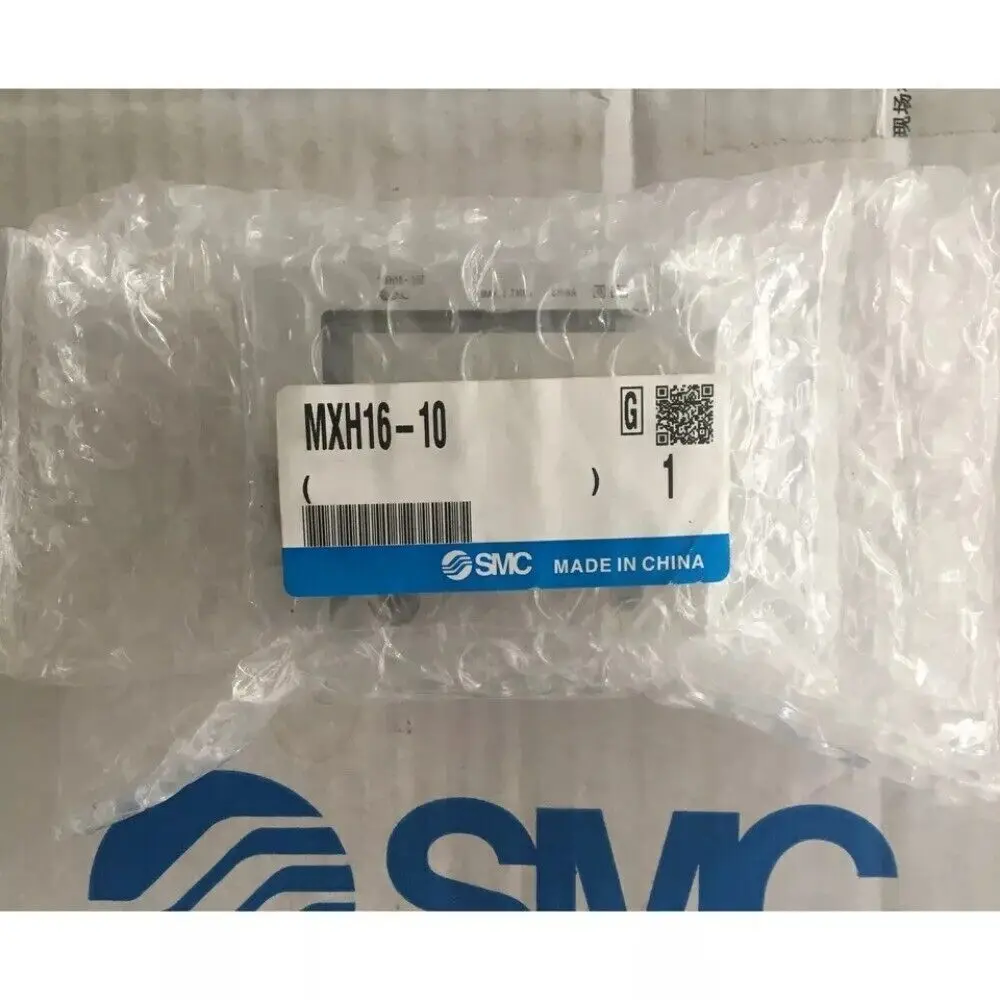 MXH16-10
G
(                    )
1
SMC MADE IN CHINA
SMC